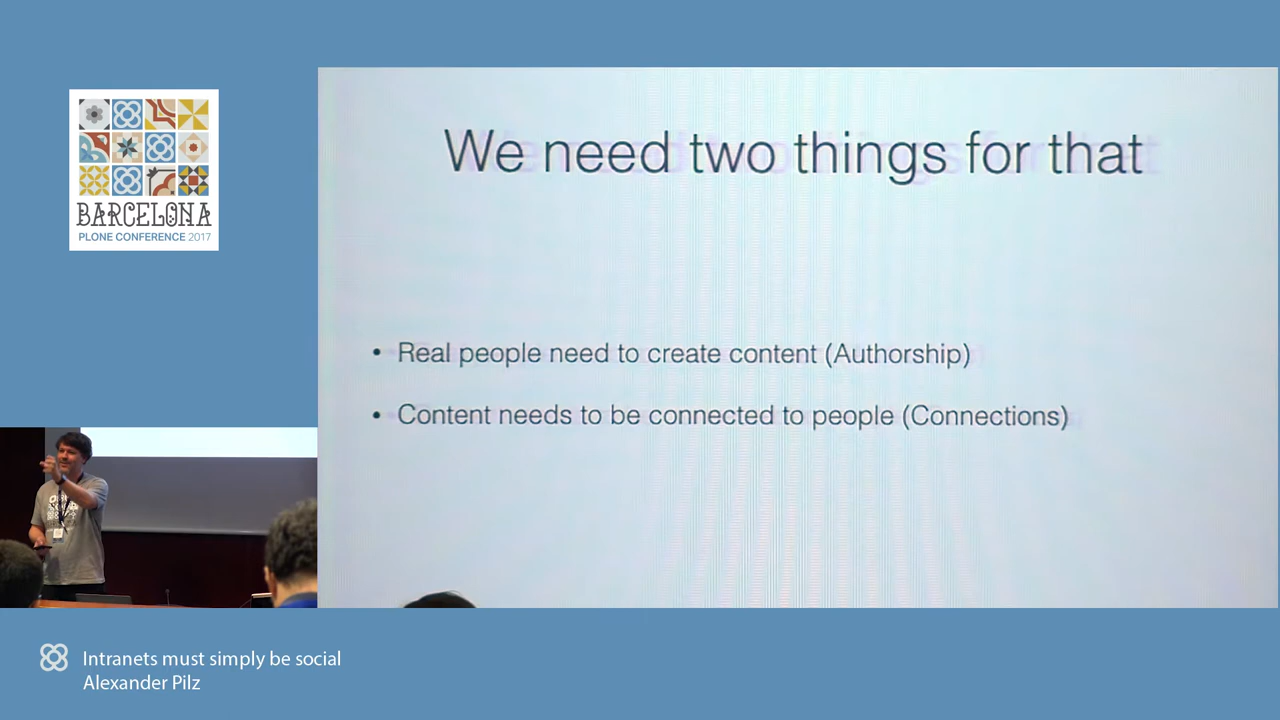 BARCELONA
PLONE CONFERENCE 2017
We need two things for that
• Real people need to create content (Authorship)
• Content needs to be connected to people (Connections)
Intranets must simply be social
Alexander Pilz